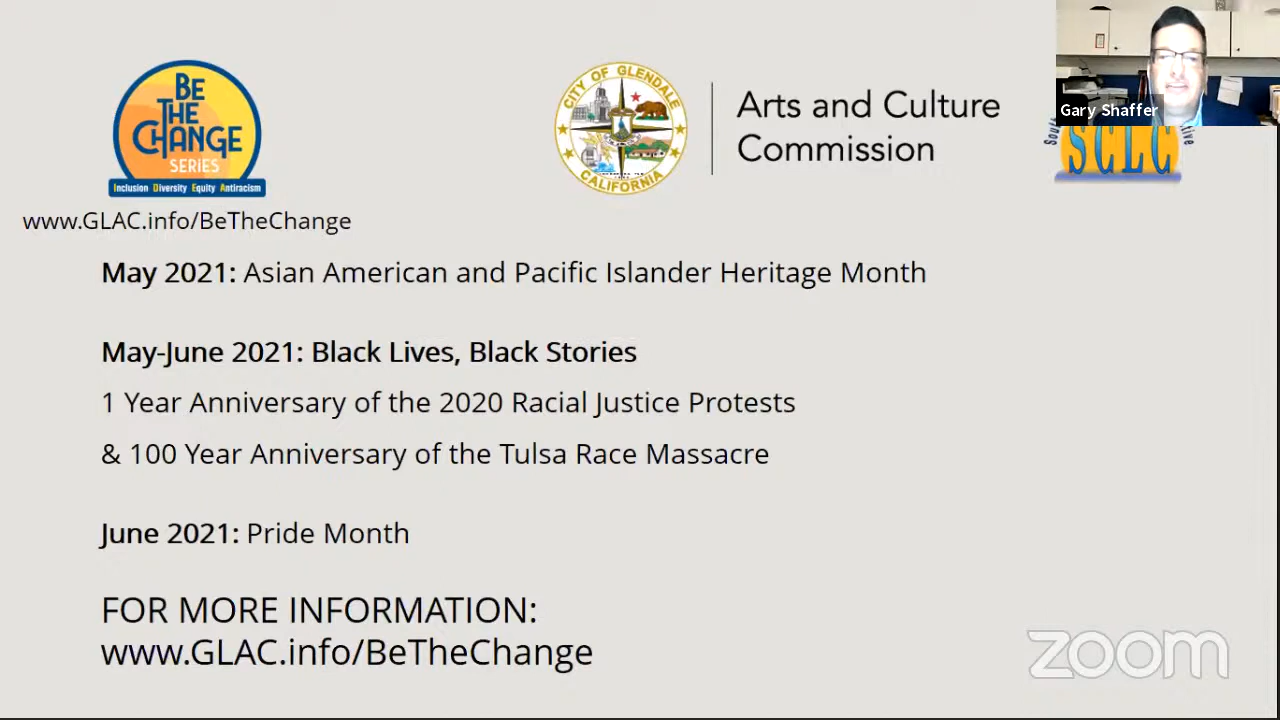 BE
THE
CHANGE
SERIES
Inclusion Diversity Equity Antiracism
www.GLAC.info/BeTheChange
CITY OF GLENDALE
CALIFORNIA
Arts and Culture
Commission
Gary Shaffer
SCLC
May 2021: Asian American and Pacific Islander Heritage Month
May-June 2021: Black Lives, Black Stories
1 Year Anniversary of the 2020 Racial Justice Protests
& 100 Year Anniversary of the Tulsa Race Massacre
June 2021: Pride Month
FOR MORE INFORMATION:
www.GLAC.info/BeTheChange
zoom